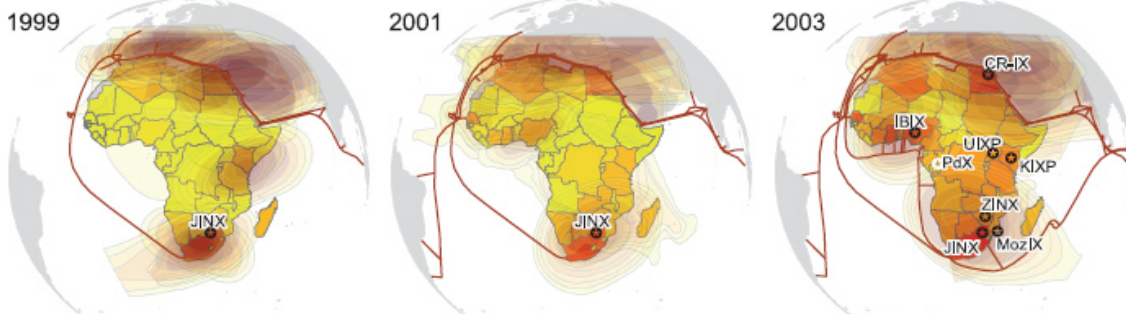 1999
JINX
2001
JINX
2003
CR-IX
IBIX
UIXP
PdX
KIXP
ZINX
JINX
MozIX